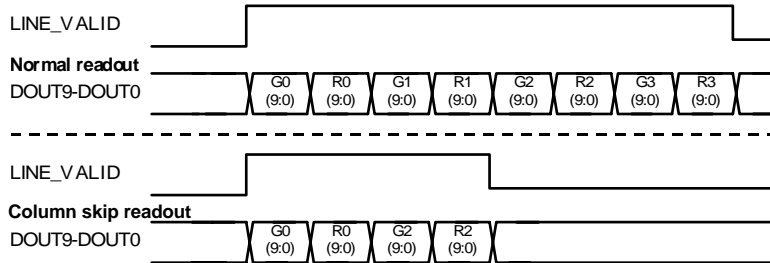 LINE_VALID
Normal readout
DOUT9-DOUT0
G0 (9:0) R0 (9:0) G1 (9:0) R1 (9:0) G2 (9:0) R2 (9:0) G3 (9:0) R3 (9:0)
LINE_VALID
Column skip readout
DOUT9-DOUT0
G0 (9:0) R0 (9:0) G2 (9:0) R2 (9:0)